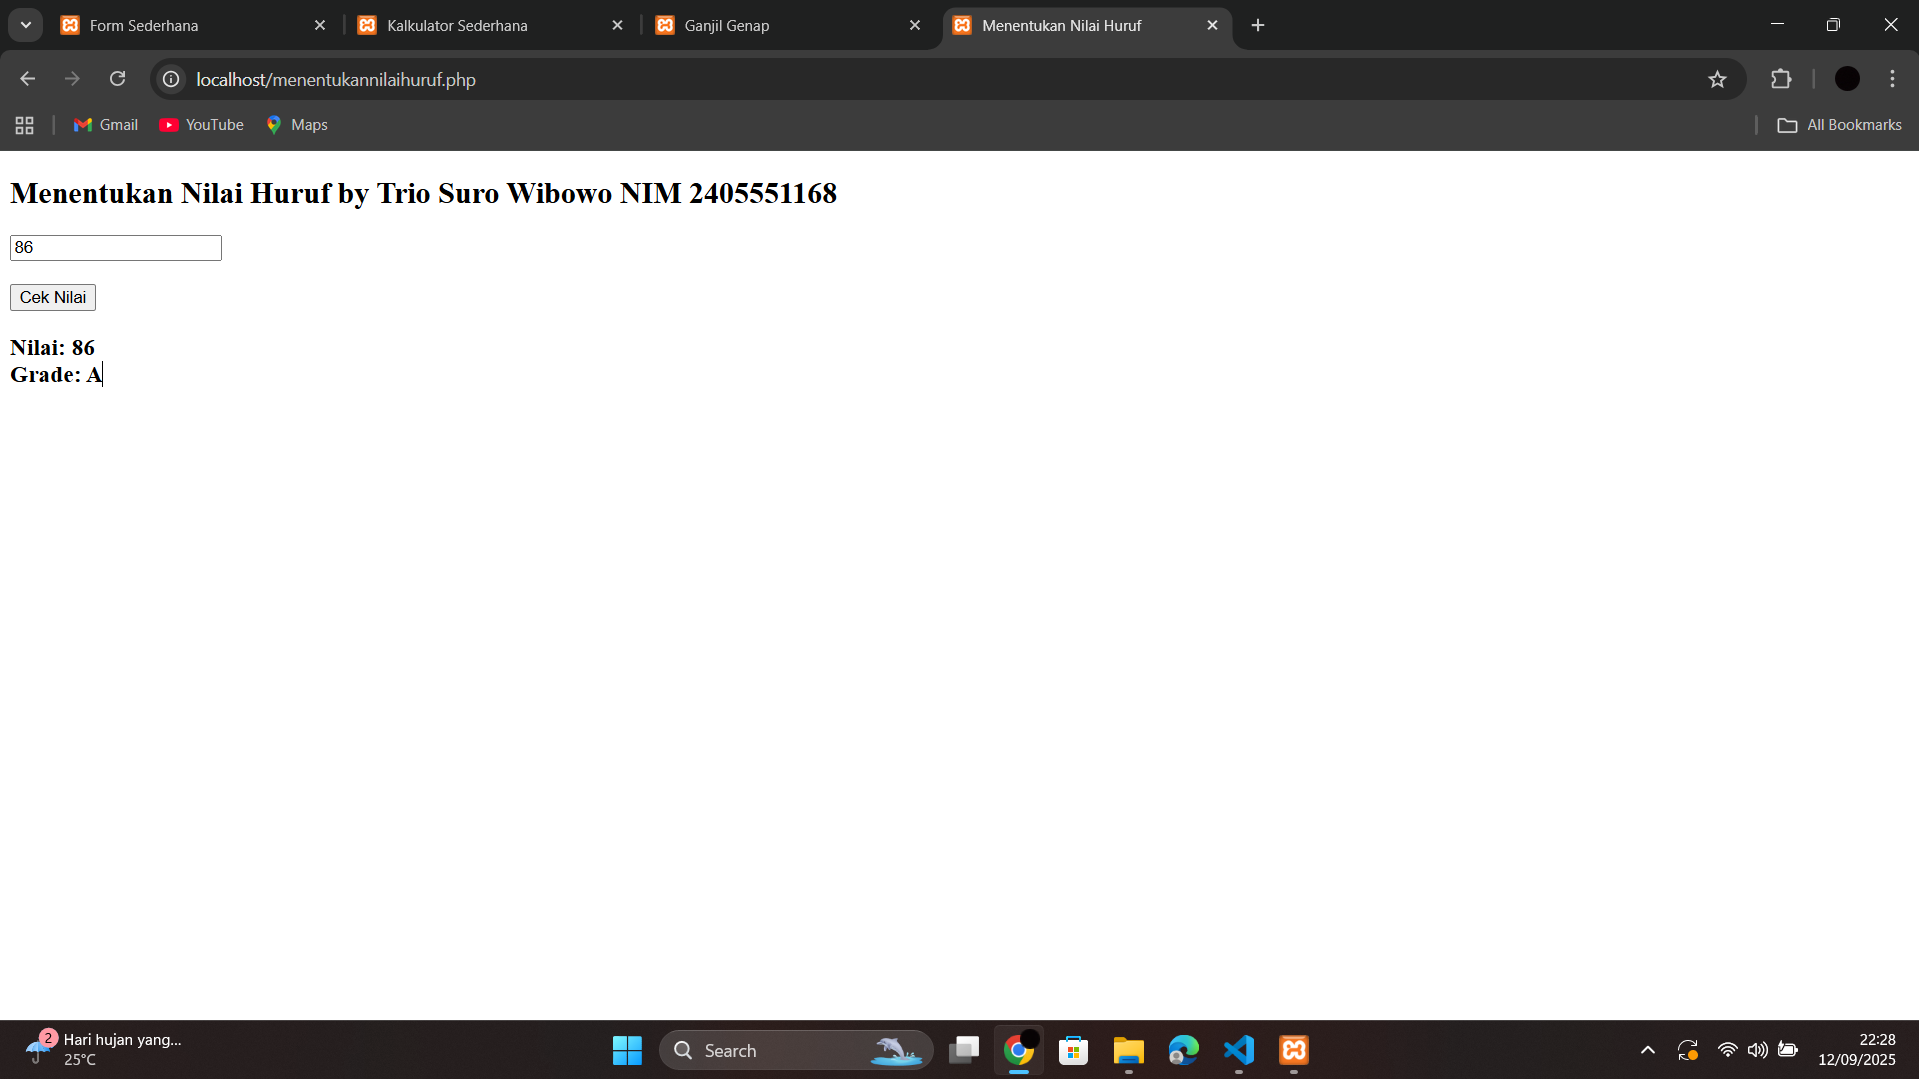 Form Sederhana
Kalkulator Sederhana
Ganjil Genap
Menentukan Nilai Huruf
localhost/menentukannilaihuruf.php
Gmail
YouTube
Maps
All Bookmarks
Menentukan Nilai Huruf by Trio Suro Wibowo NIM 2405551168
86
Cek Nilai
Nilai: 86
Grade: A
2
Hari hujan yang...
25°C
Search
22:28
12/09/2025